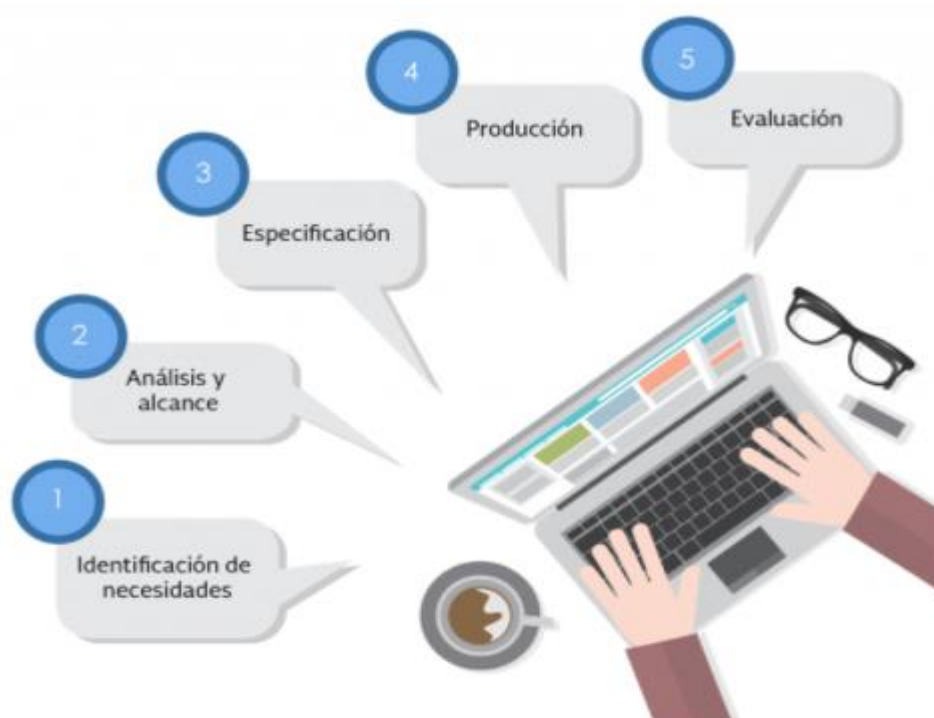 1
Identificación de
necesidades
2
Análisis y
alcance
3
Especificación
4
Producción
5
Evaluación